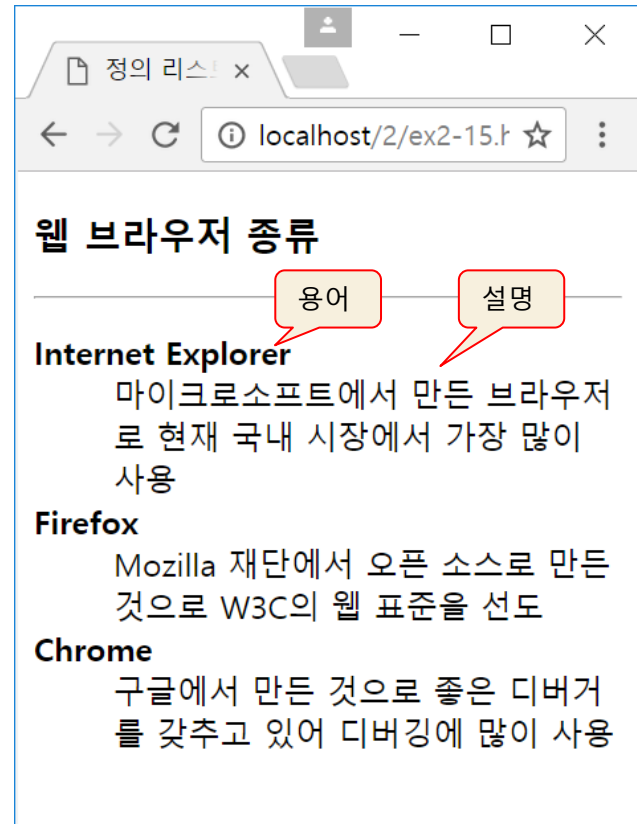 정의 리스
localhost/2/ex2-15.h
웹 브라우저 종류
용어
설명
Internet Explorer
마이크로소프트에서 만든 브라우저
로 현재 국내 시장에서 가장 많이
사용
Firefox
Mozilla 재단에서 오픈 소스로 만든
것으로 W3C의 웹 표준을 선도
Chrome
구글에서 만든 것으로 좋은 디버거
를 갖추고 있어 디버깅에 많이 사용